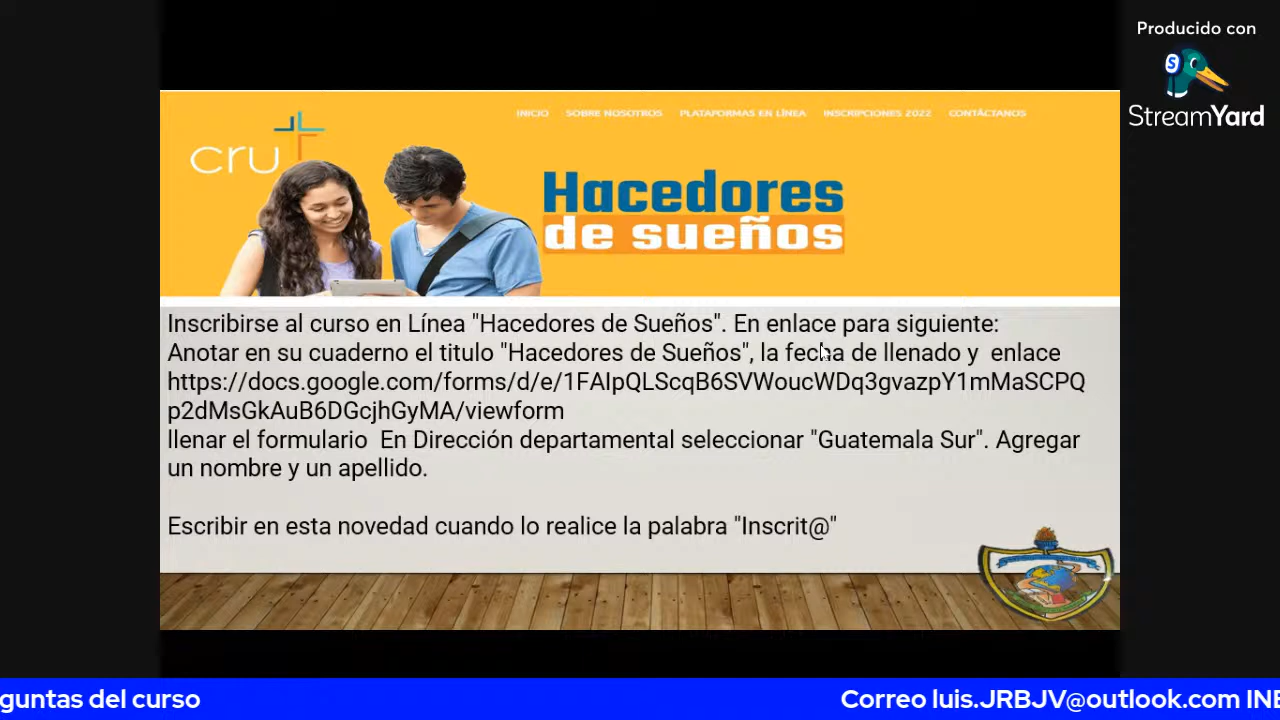 Producido con
StreamYard
INICIO SOBRE NOSOTROS PLATAFORMAS EN LÍNEA INSCRIPCIONES 2022 CONTÁCTANOS
cru
Hacedores
de sueños
Inscribirse al curso en Línea "Hacedores de Sueños". En enlace para siguiente:
Anotar en su cuaderno el titulo "Hacedores de Sueños", la fecha de llenado y enlace
https://docs.google.com/forms/d/e/1FAIpQLScqB6SVWoucWDq3gvazpY1mMaSCPQ
p2dMsGkAuB6DGcjhGyMA/viewform
llenar el formulario En Dirección departamental seleccionar "Guatemala Sur". Agregar
un nombre y un apellido.
Escribir en esta novedad cuando lo realice la palabra "Inscrit@"
guntas del curso Correo luis.JRBJV@outlook.com INE